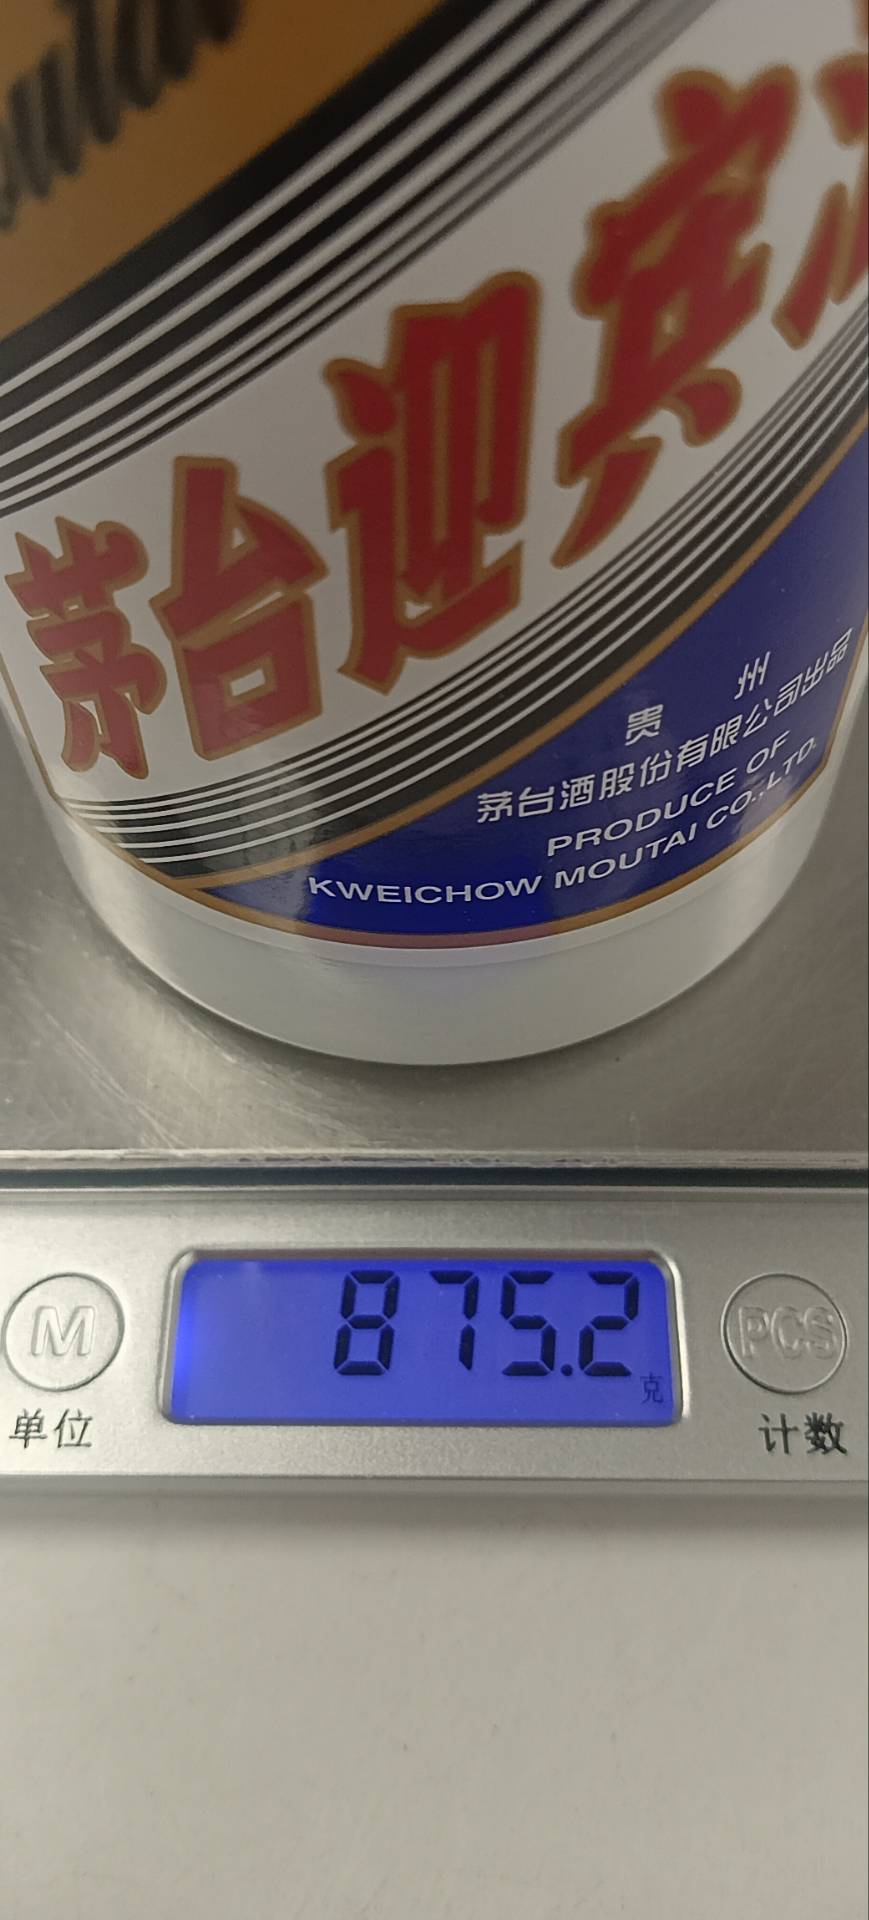 茅台迎宾酒
贵州
茅台酒股份有限公司出品
PRODUCE OF
KWEICHOW MOUTAI CO.,LTD.
875.2
克
M
单位
PCS
计数